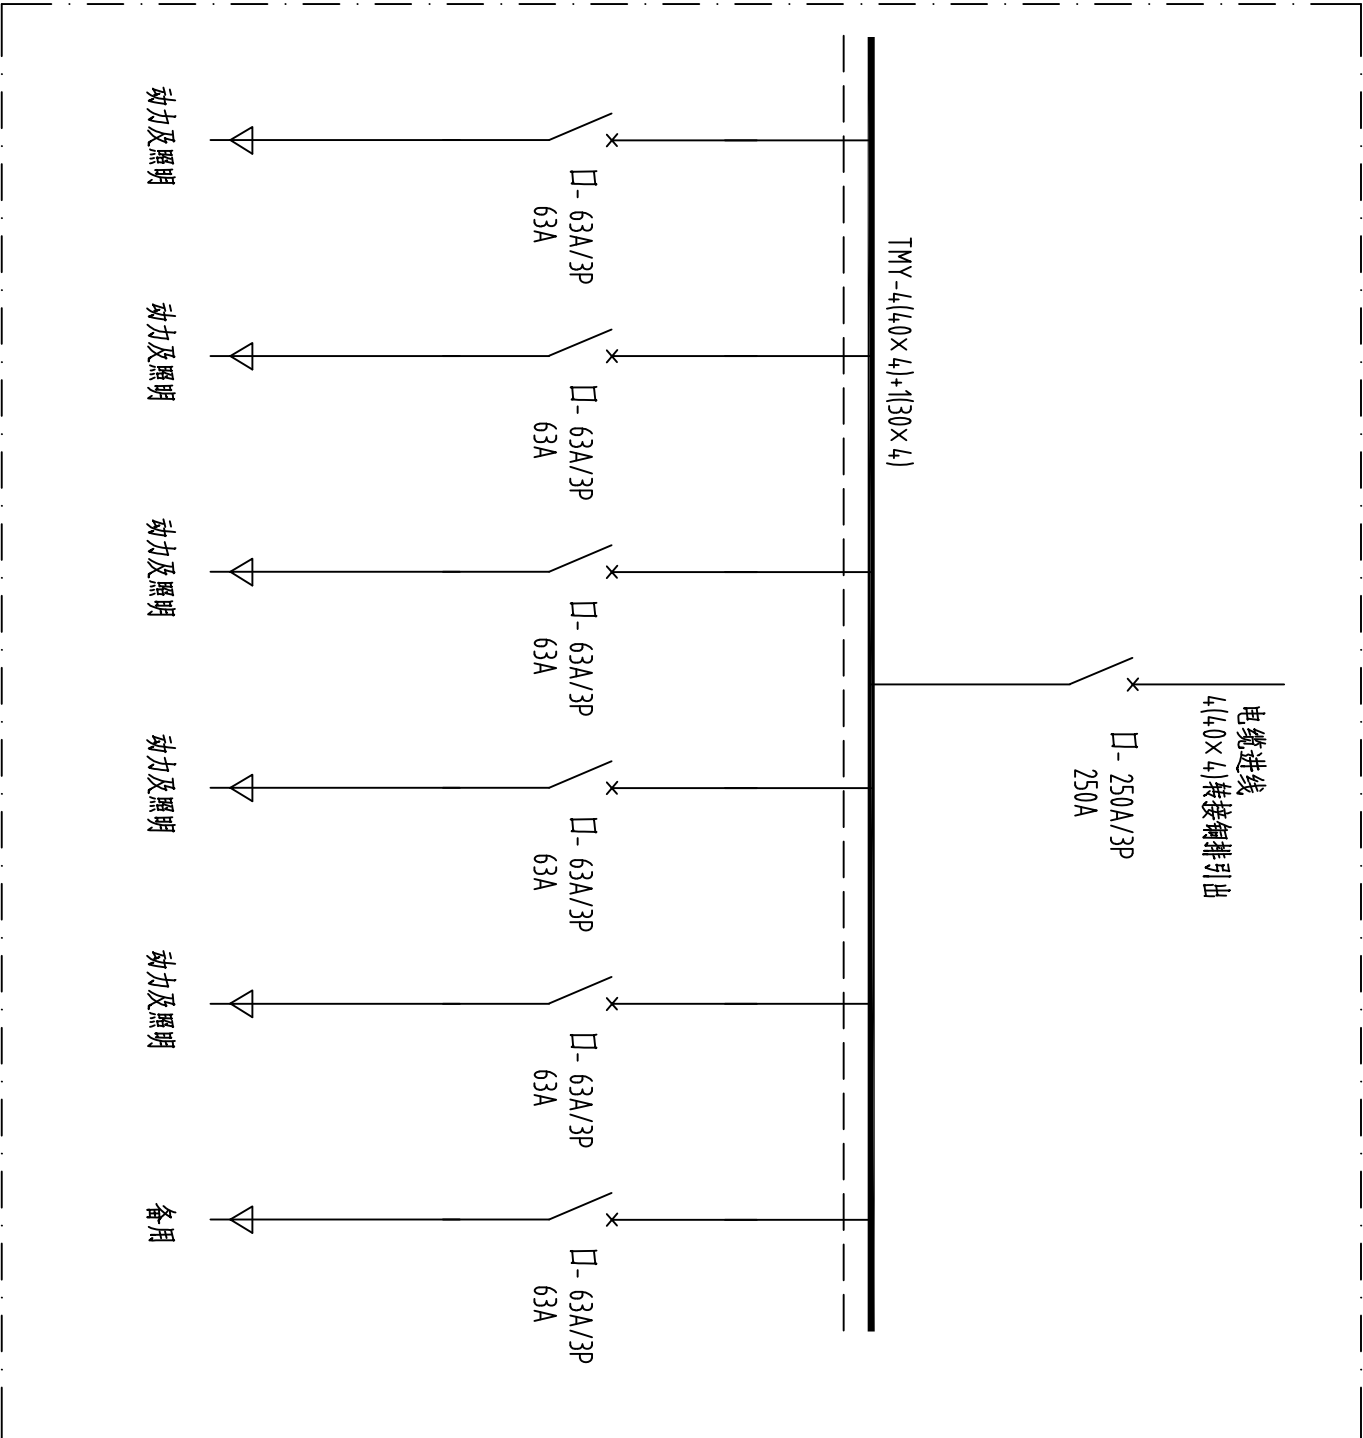 电缆进线
4(40×4)转接铜排引出
口- 250A/3P
250A
TMY-4(40×4)+1(30×4)
口- 63A/3P
63A
口- 63A/3P
63A
口- 63A/3P
63A
口- 63A/3P
63A
口- 63A/3P
63A
口- 63A/3P
63A
动力及照明
动力及照明
动力及照明
动力及照明
动力及照明
备用